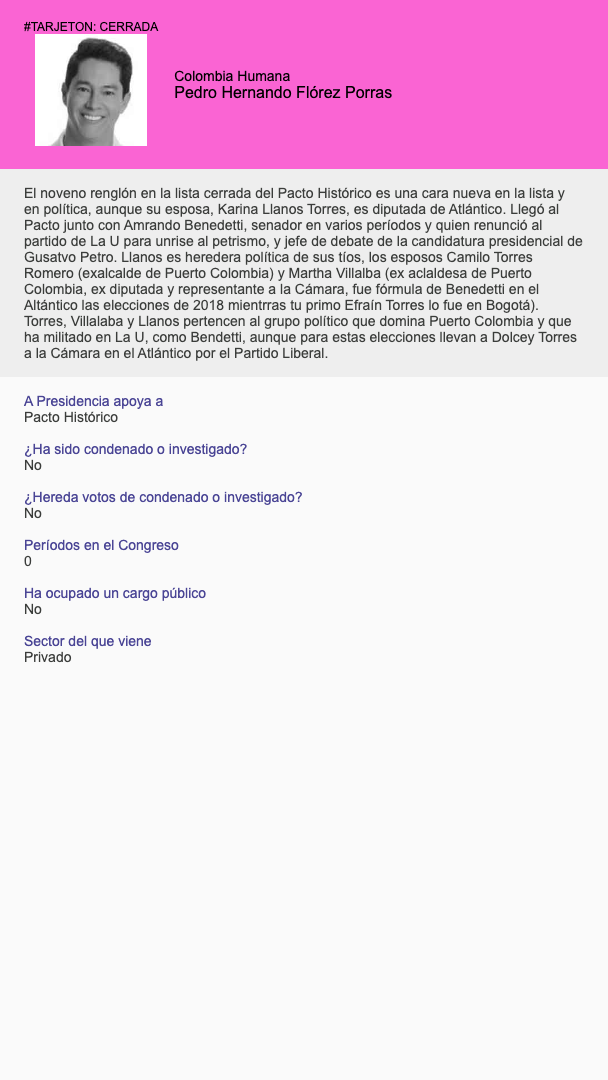 #TARJETON: CERRADA
Colombia Humana
Pedro Hernando Flórez Porras
El noveno renglón en la lista cerrada del Pacto Histórico es una cara nueva en la lista y
en política, aunque su esposa, Karina Llanos Torres, es diputada de Atlántico. Llegó al
Pacto junto con Amrando Benedetti, senador en varios períodos y quien renunció al
partido de La U para unrise al petrismo, y jefe de debate de la candidatura presidencial de
Gusatvo Petro. Llanos es heredera política de sus tíos, los esposos Camilo Torres
Romero (exalcalde de Puerto Colombia) y Martha Villalba (ex aclaldesa de Puerto
Colombia, ex diputada y representante a la Cámara, fue fórmula de Benedetti en el
Altántico las elecciones de 2018 mientrras tu primo Efraín Torres lo fue en Bogotá).
Torres, Villalaba y Llanos pertencen al grupo político que domina Puerto Colombia y que
ha militado en La U, como Bendetti, aunque para estas elecciones llevan a Dolcey Torres
a la Cámara en el Atlántico por el Partido Liberal.
A Presidencia apoya a
Pacto Histórico
¿Ha sido condenado o investigado?
No
¿Hereda votos de condenado o investigado?
No
Períodos en el Congreso
0
Ha ocupado un cargo público
No
Sector del que viene
Privado